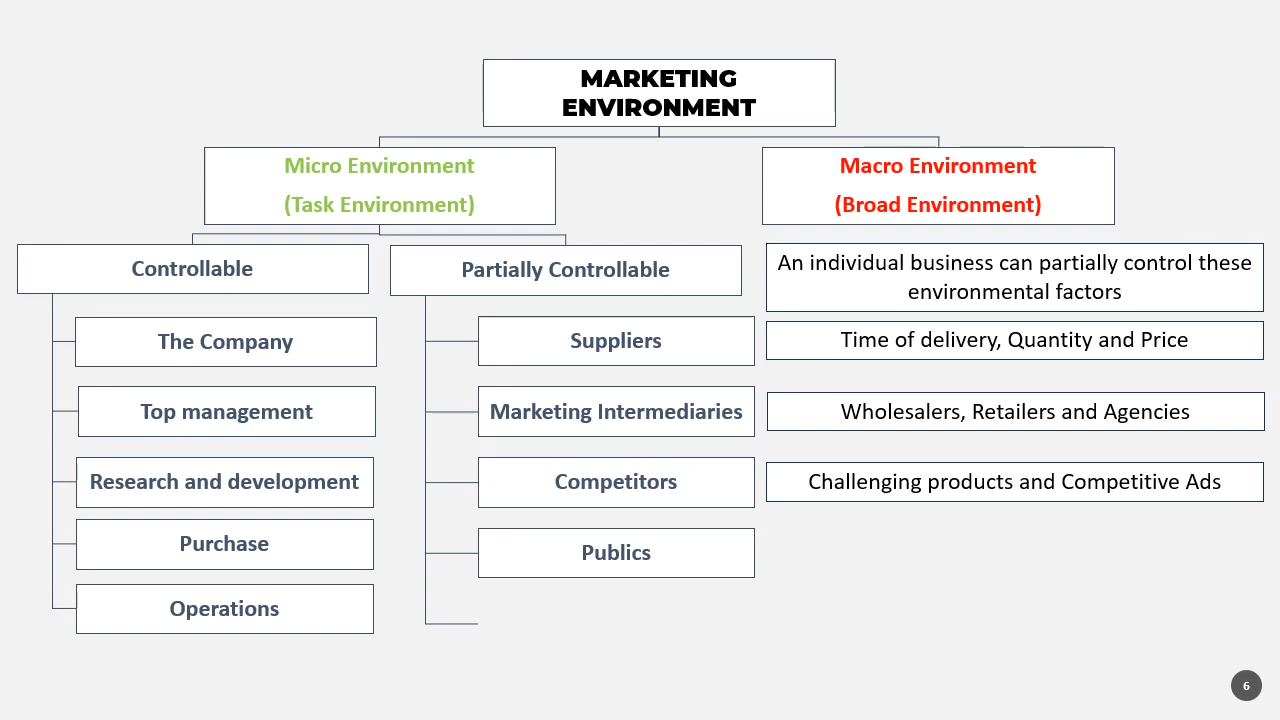 MARKETING
ENVIRONMENT
Micro Environment
(Task Environment)
Macro Environment
(Broad Environment)
Controllable
Partially Controllable
An individual business can partially control these
environmental factors
The Company
Suppliers
Time of delivery, Quantity and Price
Top management
Marketing Intermediaries
Wholesalers, Retailers and Agencies
Research and development
Competitors
Challenging products and Competitive Ads
Purchase
Publics
Operations
6